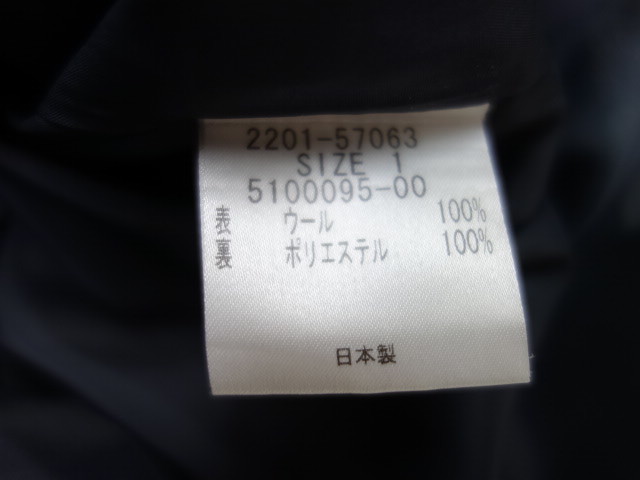 2201-57063
SIZE 1
5100095-00
表 ウール 100%
裏 ポリエステル 100%
日本製